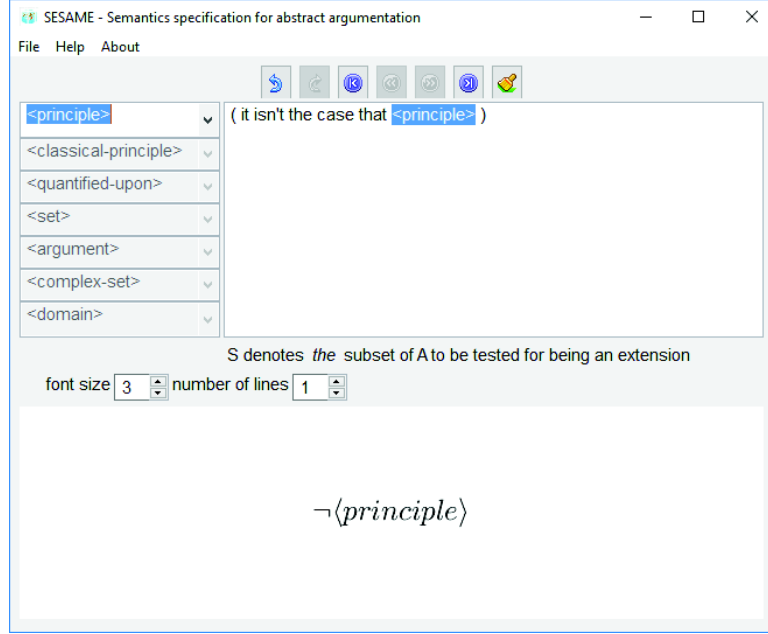 SESAME - Semantics specification for abstract argumentation
File Help About
<principle>
( it isn't the case that <principle> )
<classical-principle>
<quantified-upon>
<set>
<argument>
<complex-set>
<domain>
S denotes the subset of A to be tested for being an extension
font size 3 number of lines 1
¬⟨principle⟩